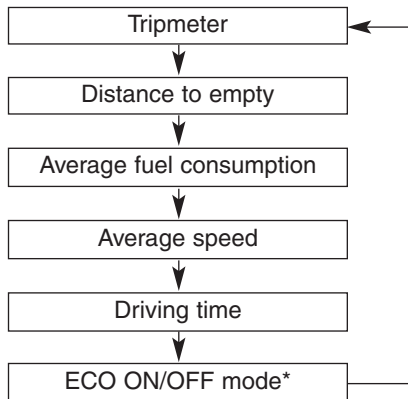 Tripmeter
Distance to empty
Average fuel consumption
Average speed
Driving time
ECO ON/OFF mode*